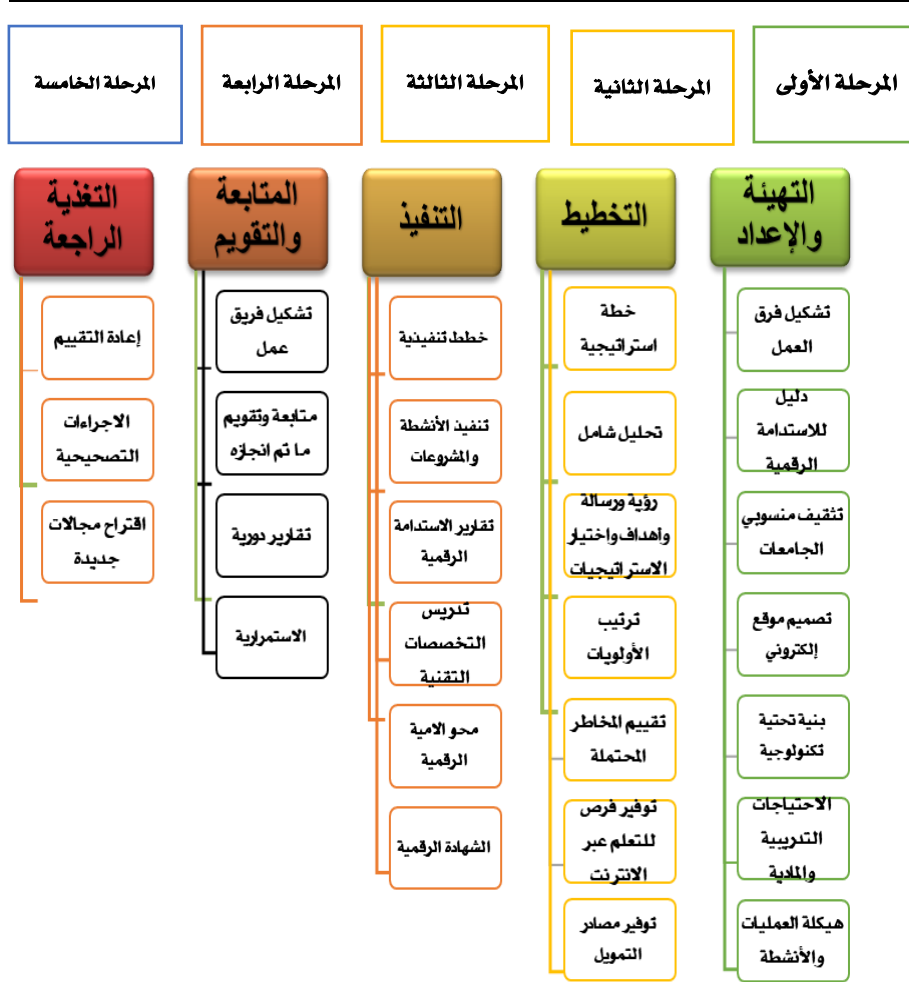 المرحلة الأولى
المرحلة الثانية
المرحلة الثالثة
المرحلة الرابعة
المرحلة الخامسة
التهيئة
والإعداد
تشكيل فرق
العمل
دليل
للاستدامة
الرقمية
تثقيف منسوبي
الجامعات
تصميم موقع
إلكتروني
بنية تحتية
تكنولوجية
الاحتياجات
التدريبية
والمادية
هيكلة العمليات
والأنشطة
التخطيط
خطة
استراتيجية
تحليل شامل
رؤية ورسالة
وأهداف واختيار
الاستراتيجيات
ترتيب
الأولويات
تقييم المخاطر
المحتملة
توفير فرص
للتعلم عبر
الانترنت
توفير مصادر
التمويل
التنفيذ
خطط تنفيذية
تنفيذ الأنشطة
والمشروعات
تقارير الاستدامة
الرقمية
تدريس
التخصصات
التقنية
محو الامية
الرقمية
الشهادة الرقمية
المتابعة
والتقويم
تشكيل فريق
عمل
متابعة وتقويم
ما تم انجازه
تقارير دورية
الاستمرارية
التغذية
الراجعة
إعادة التقييم
الاجراءات
التصحيحية
اقتراح مجالات
جديدة